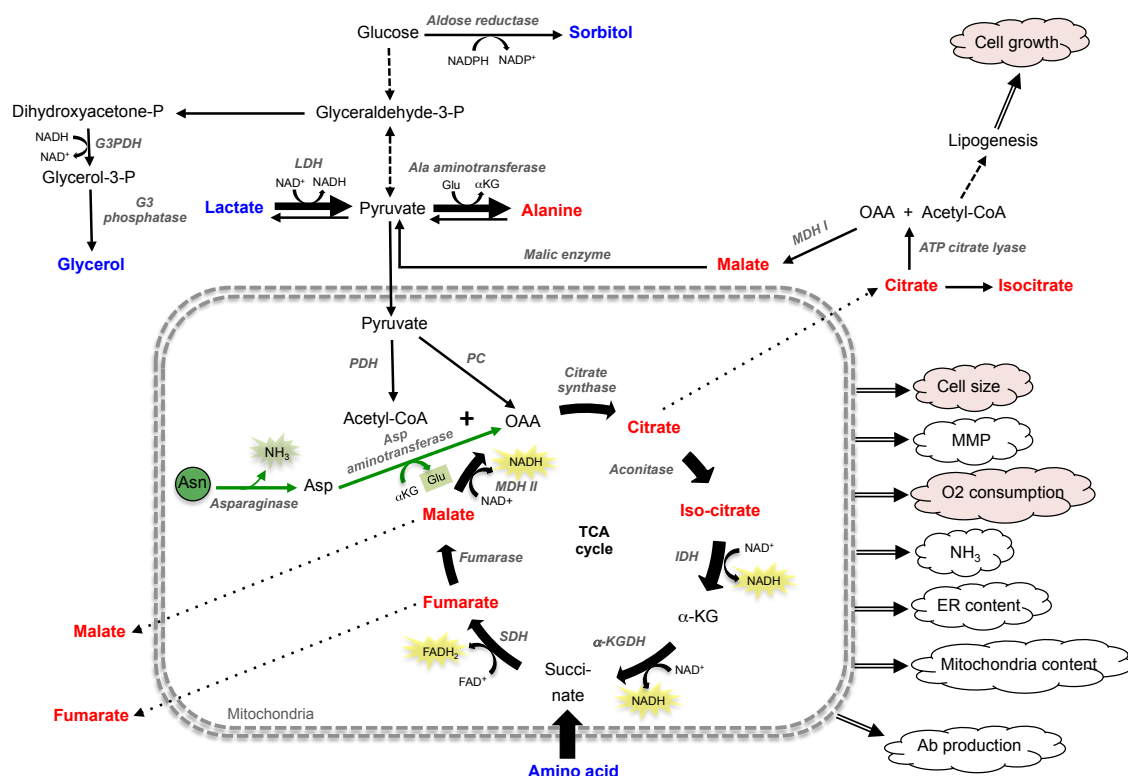 Aldose reductase
Glucose
Sorbitol
NADPH
NADP⁺
Cell growth
Dihydroxyacetone-P
Glyceraldehyde-3-P
NADH
G3PDH
NAD⁺
Lipogenesis
Glycerol-3-P
LDH
Ala aminotransferase
NAD⁺
NADH
Glu
αKG
G3
phosphatase
Lactate
Pyruvate
Alanine
OAA + Acetyl-CoA
MDH I
ATP citrate lyase
Glycerol
Malic enzyme
Malate
Citrate
Isocitrate
Pyruvate
PDH
PC
Citrate
synthase
Cell size
Acetyl-CoA
+
OAA
Citrate
MMP
Asp
aminotransferase
NH₃
NADH
Aconitase
Asn
Asparaginase
Asp
αKG
Glu
MDH II
NAD+
O2 consumption
Malate
Iso-citrate
TCA
cycle
NH₃
Fumarase
IDH
NAD⁺
NADH
Fumarate
α-KG
ER content
Malate
SDH
α-KGDH
FADH₂
FAD⁺
NAD⁺
NADH
Succi-
nate
Mitochondria content
Fumarate
Mitochondria
Ab production
Amino acid